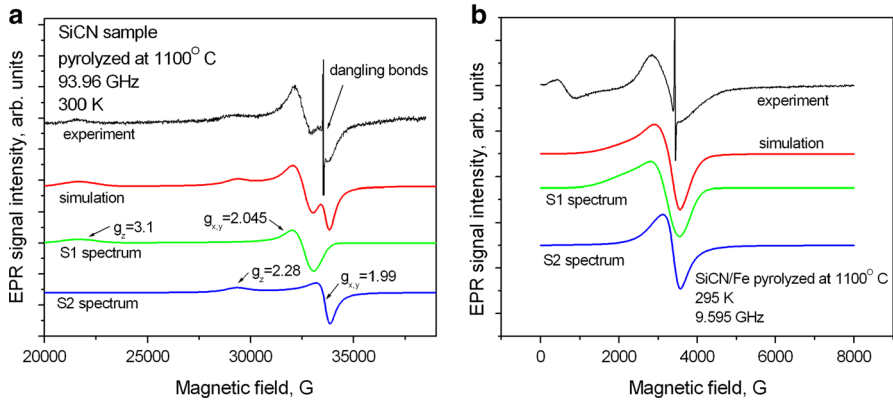 a
SiCN sample
pyrolyzed at 1100° C
93.96 GHz
300 K
experiment
dangling bonds
simulation
g_z=3.1
g_x,y=2.045
S1 spectrum
g_z=2.28
g_x,y=1.99
S2 spectrum
EPR signal intensity, arb. units
20000 25000 30000 35000
Magnetic field, G
b
experiment
simulation
S1 spectrum
S2 spectrum
SiCN/Fe pyrolyzed at 1100° C
295 K
9.595 GHz
EPR signal intensity, arb. units
0 2000 4000 6000 8000
Magnetic field, G